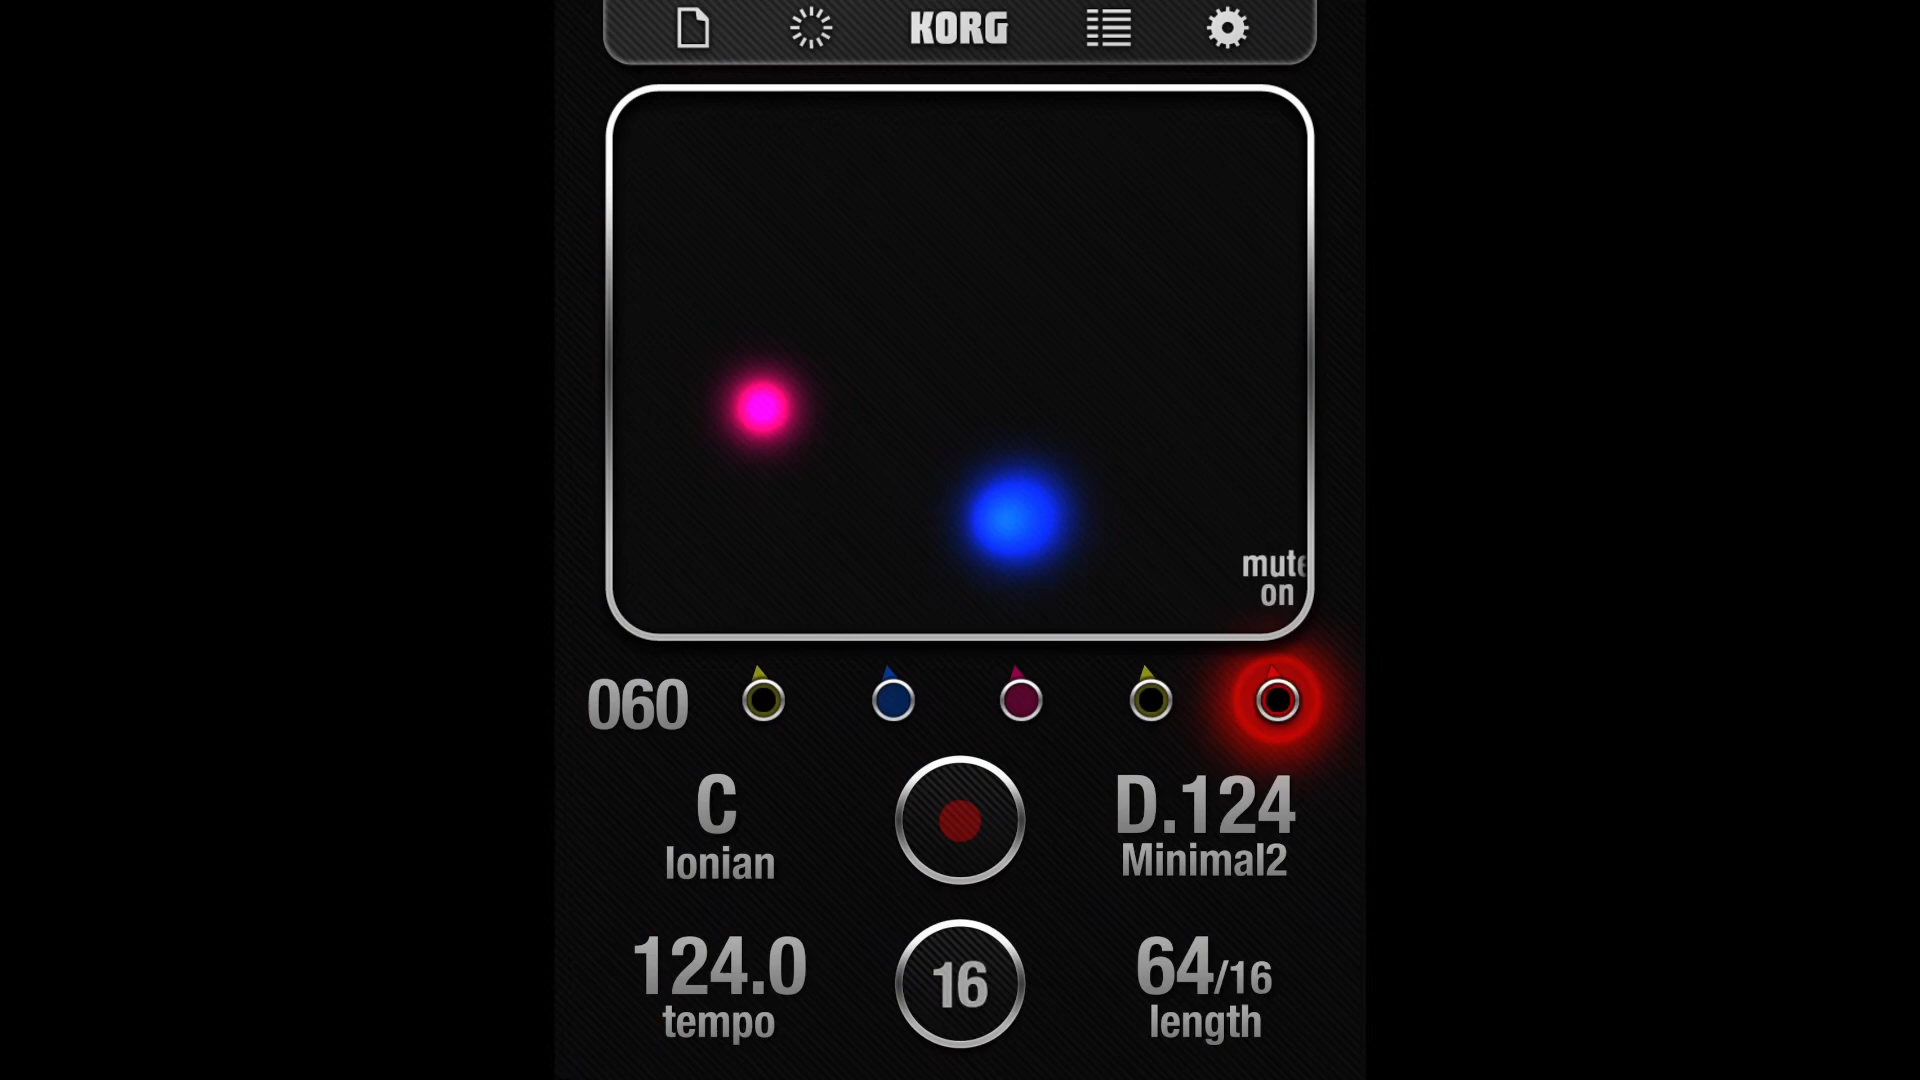 KORG
mute
on
060
C
Ionian
D.124
Minimal2
124.0
tempo
16
64/16
length